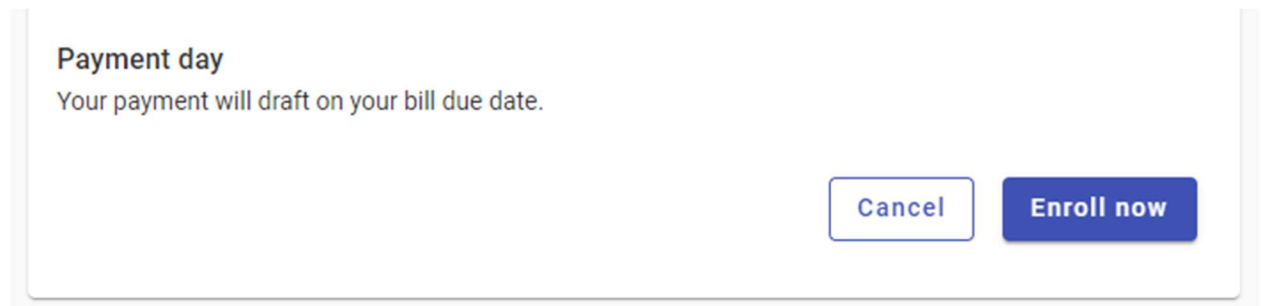 Payment day
Your payment will draft on your bill due date.
Cancel
Enroll now